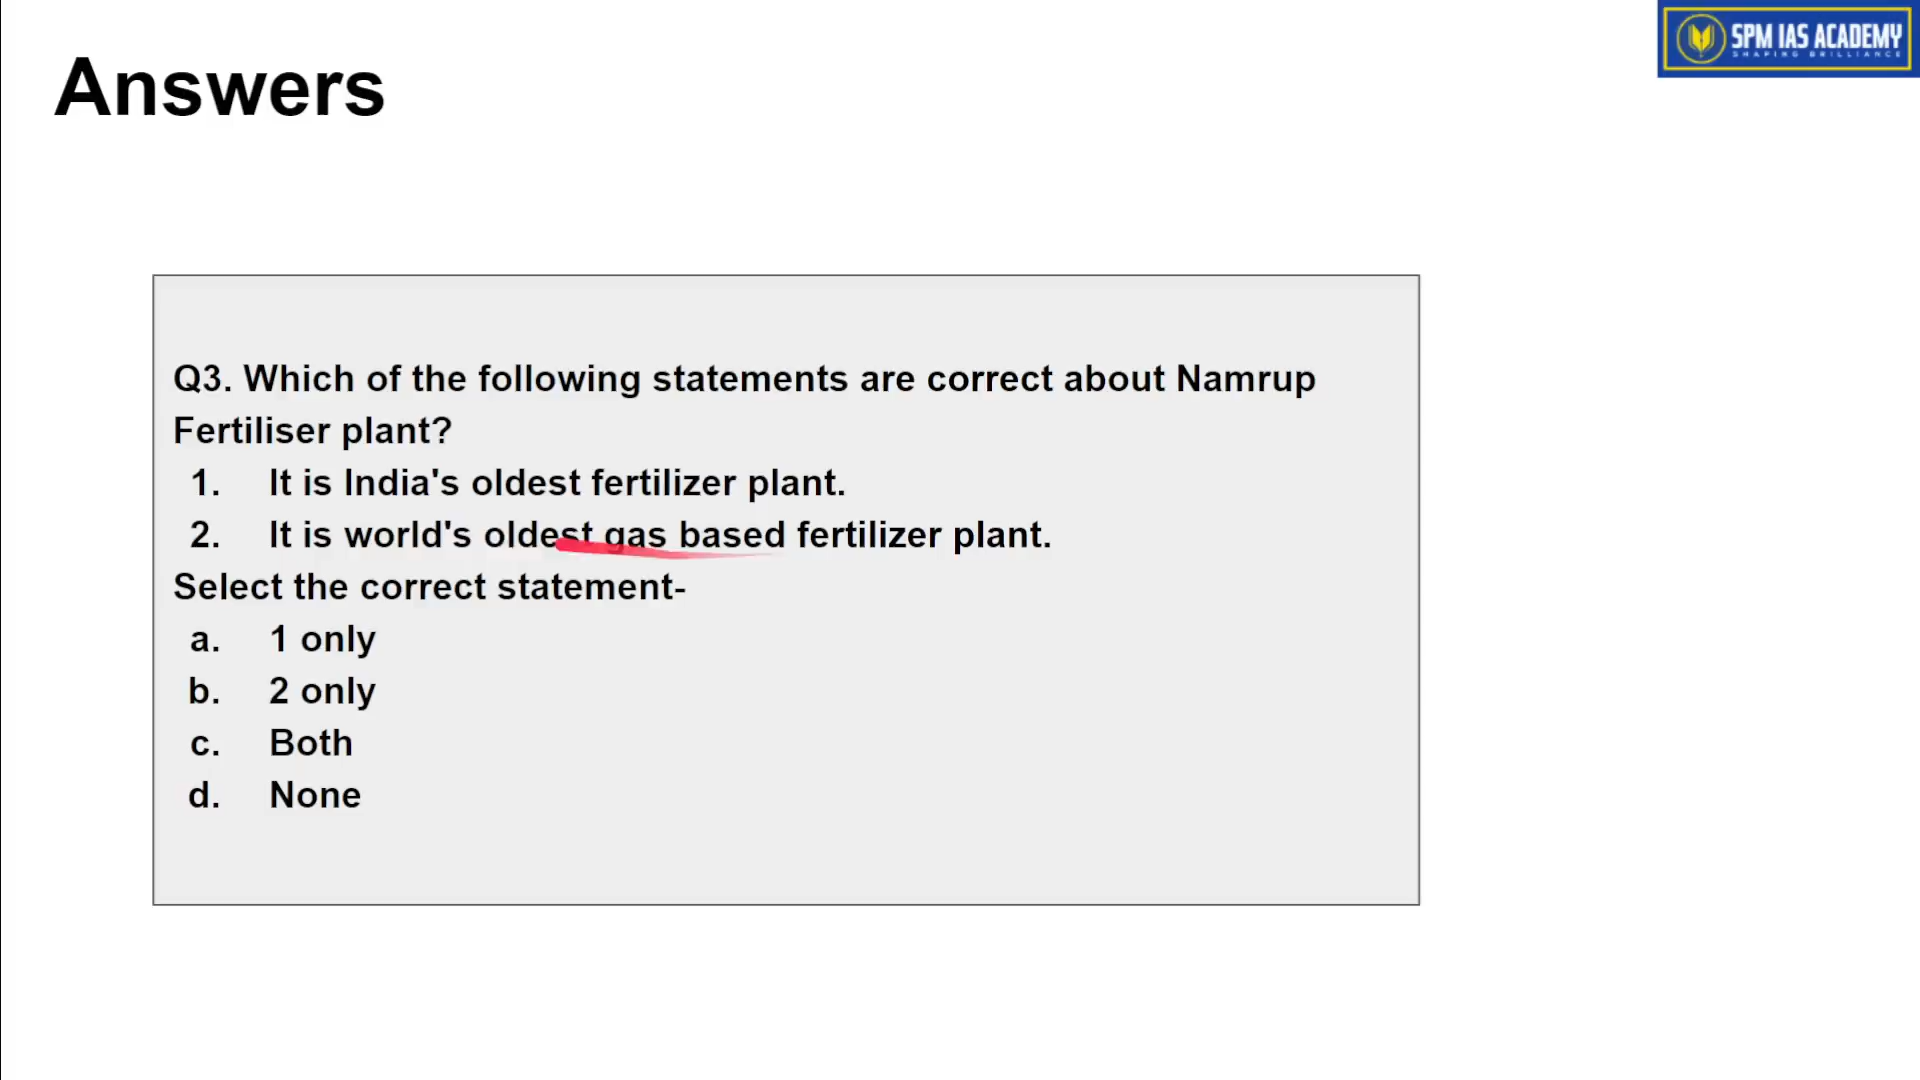 SPM IAS ACADEMY
SHAPING BRILLIANCE
Answers
Q3. Which of the following statements are correct about Namrup
Fertiliser plant?
1. It is India's oldest fertilizer plant.
2. It is world's oldest gas based fertilizer plant.
Select the correct statement-
a. 1 only
b. 2 only
c. Both
d. None